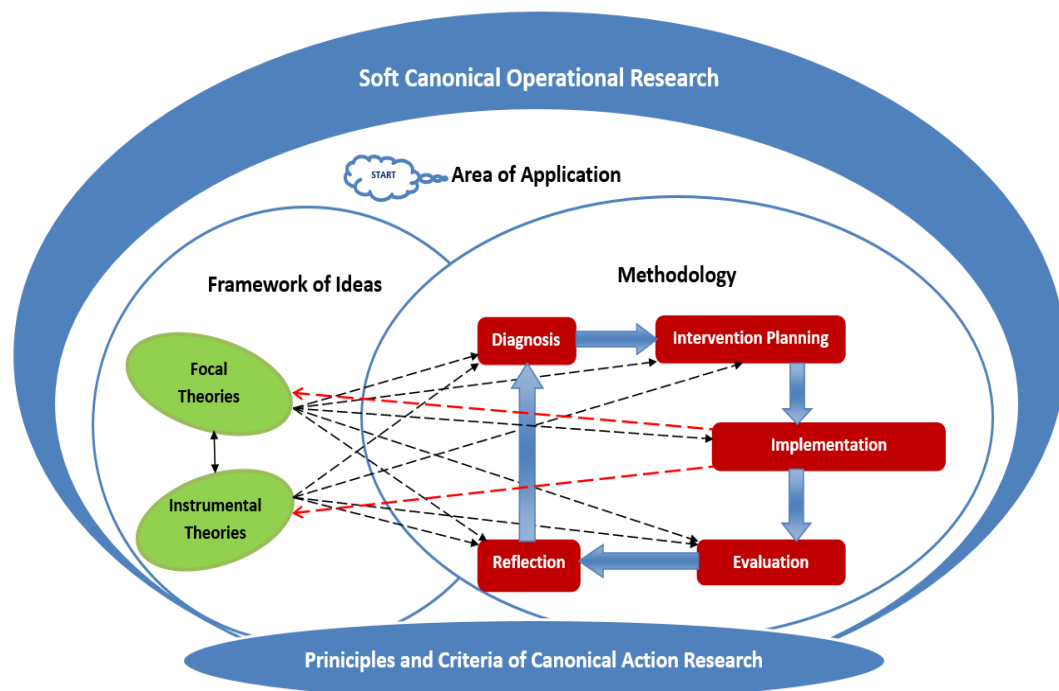 Soft Canonical Operational Research
START
Area of Application
Framework of Ideas
Methodology
Diagnosis
Intervention Planning
Focal
Theories
Implementation
Instrumental
Theories
Reflection
Evaluation
Priniciples and Criteria of Canonical Action Research